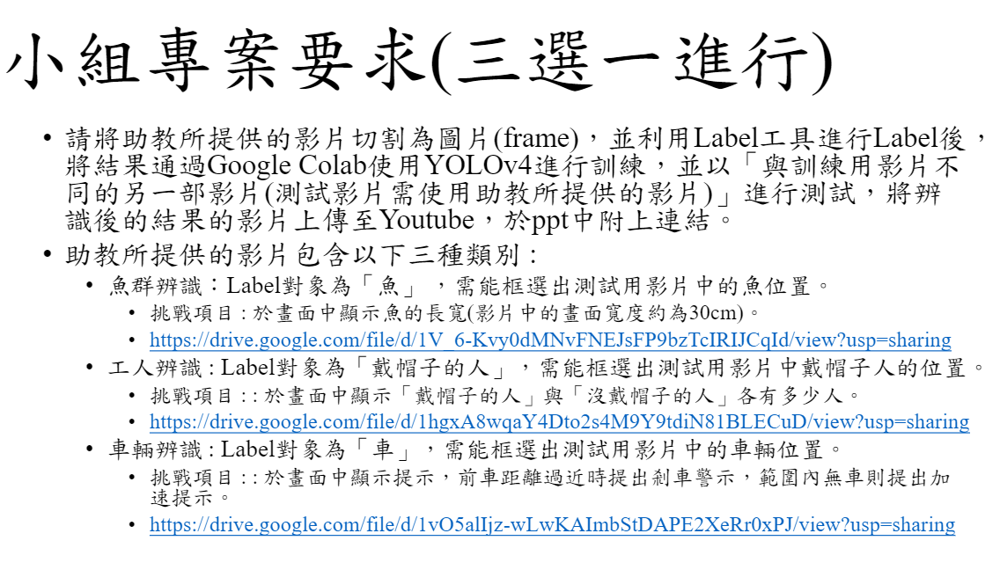 小組專案要求(三選一進行)
• 請將助教所提供的影片切割為圖片(frame)，並利用Label工具進行Label後，
將結果通過Google Colab使用YOLOv4進行訓練，並以「與訓練用影片不
同的另一部影片(測試影片需使用助教所提供的影片)」進行測試，將辨
識後的結果的影片上傳至Youtube，於ppt中附上連結。
• 助教所提供的影片包含以下三種類別：
• 魚群辨識：Label對象為「魚」，需能框選出測試用影片中的魚位置。
• 挑戰項目：於畫面中顯示魚的長寬(影片中的畫面寬度約為30cm)。
• https://drive.google.com/file/d/1V_6-Kvy0dMNvFNEJsFP9bzTcIRIJCqId/view?usp=sharing
• 工人辨識：Label對象為「戴帽子的人」，需能框選出測試用影片中戴帽子人的位置。
• 挑戰項目：：於畫面中顯示「戴帽子的人」與「沒戴帽子的人」各有多少人。
• https://drive.google.com/file/d/1hgxA8wqaY4Dto2s4M9Y9tdiN81BLECuD/view?usp=sharing
• 車輛辨識：Label對象為「車」，需能框選出測試用影片中的車輛位置。
• 挑戰項目：：於畫面中顯示提示，前車距離過近時提出剎車警示，範圍內無車則提出加
速提示。
• https://drive.google.com/file/d/1vO5alIjz-wLwKAImbStDAPE2XeRr0xPJ/view?usp=sharing